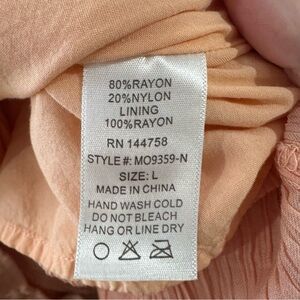 80%RAYON
20%NYLON
LINING
100%RAYON
RN 144758
STYLE #: MO9359-N
SIZE: L
MADE IN CHINA
HAND WASH COLD
DO NOT BLEACH
HANG OR LINE DRY